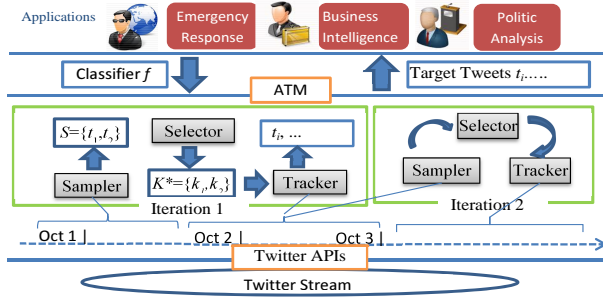 Applications
Emergency
Response
Business
Intelligence
Politic
Analysis
Classifier f
Target Tweets ti.....
ATM
S={t1,t2}
Selector
ti, ...
Sampler
K*={k1,k2}
Tracker
Iteration 1
Selector
Sampler
Tracker
Iteration 2
Oct 1
Oct 2
Oct 3
Twitter APIs
Twitter Stream